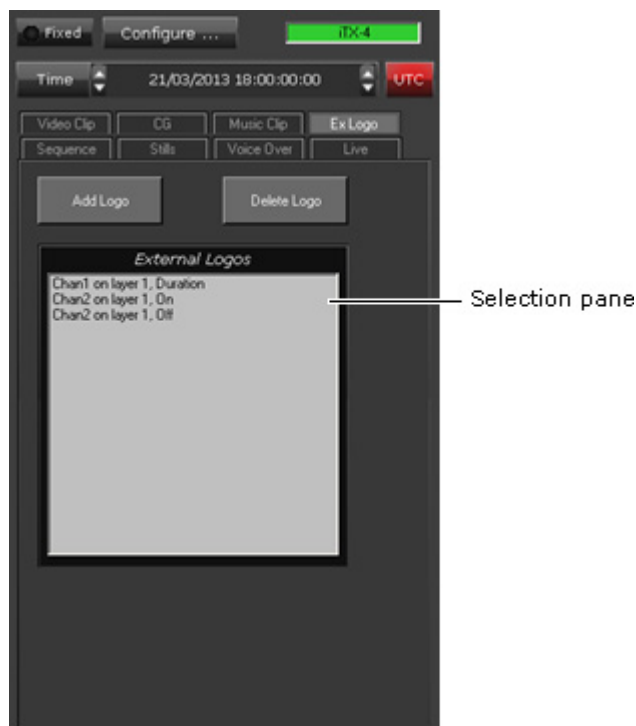 Fixed Configure ... iTX-4
Time 21/03/2013 18:00:00:00 UTC
Video Clip CG Music Clip Ex Logo
Sequence Stills Voice Over Live
Add Logo Delete Logo
External Logos
Chan1 on layer 1, Duration
Chan2 on layer 1, On
Chan2 on layer 1, Off
Selection pane